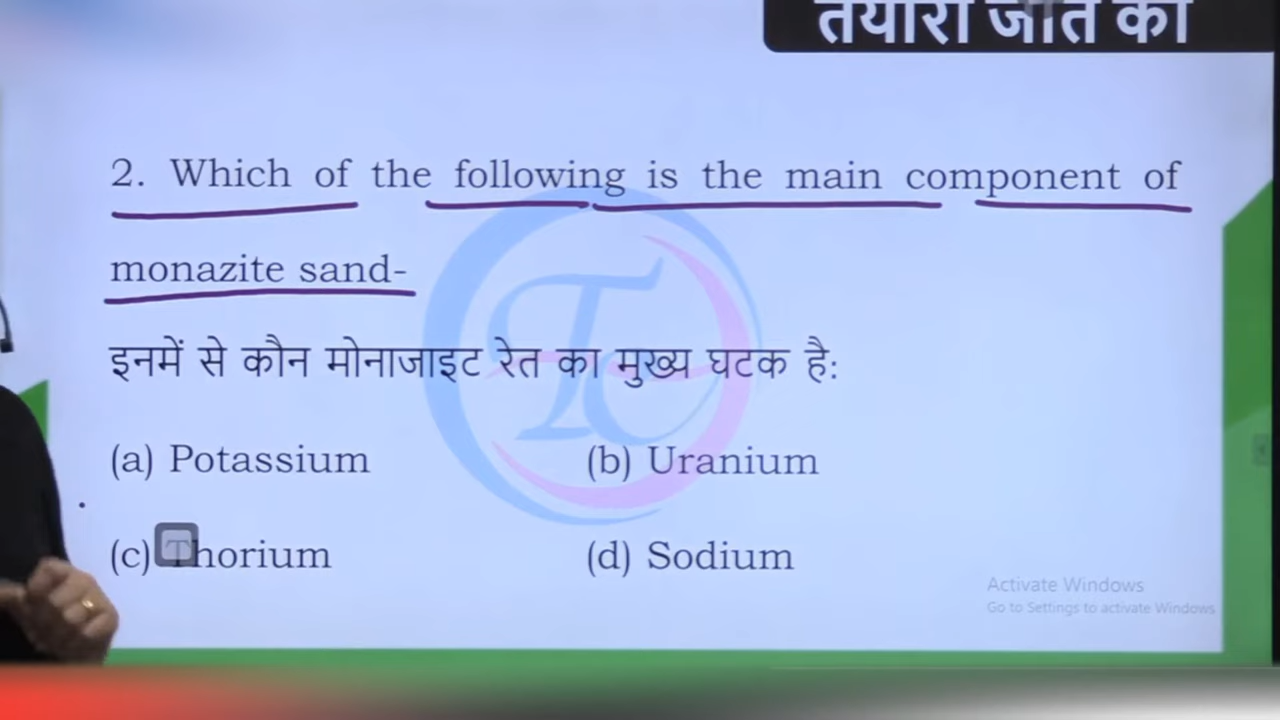 तैयारी जीत की
2. Which of the following is the main component of
monazite sand-
इनमें से कौन मोनाजाइट रेत का मुख्य घटक है:
(a) Potassium (b) Uranium
(c) Thorium (d) Sodium
Activate Windows
Go to Settings to activate Windows